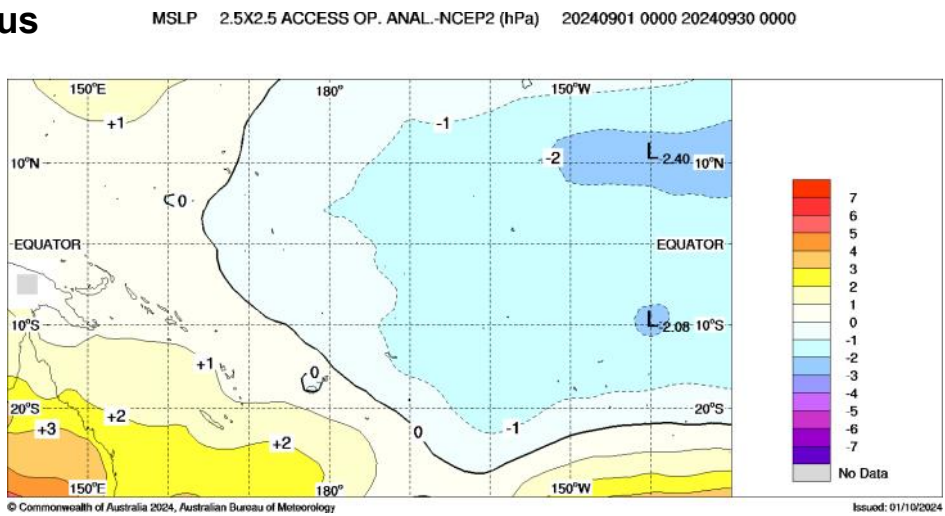 us
MSLP 2.5X2.5 ACCESS OP. ANAL.-NCEP2 (hPa) 20240901 0000 20240930 0000
150°E 180° 150°W
+1 -1
10°N -2 L 2.40 10°N
0
EQUATOR EQUATOR
10°S L -2.08 10°S
+1 0
20°S +2 20°S
+3 +2 0 -1
150°E 180° 150°W
7
6
5
4
3
2
1
0
-1
-2
-3
-4
-5
-6
-7
No Data
© Commonwealth of Australia 2024, Australian Bureau of Meteorology Issued: 01/10/2024